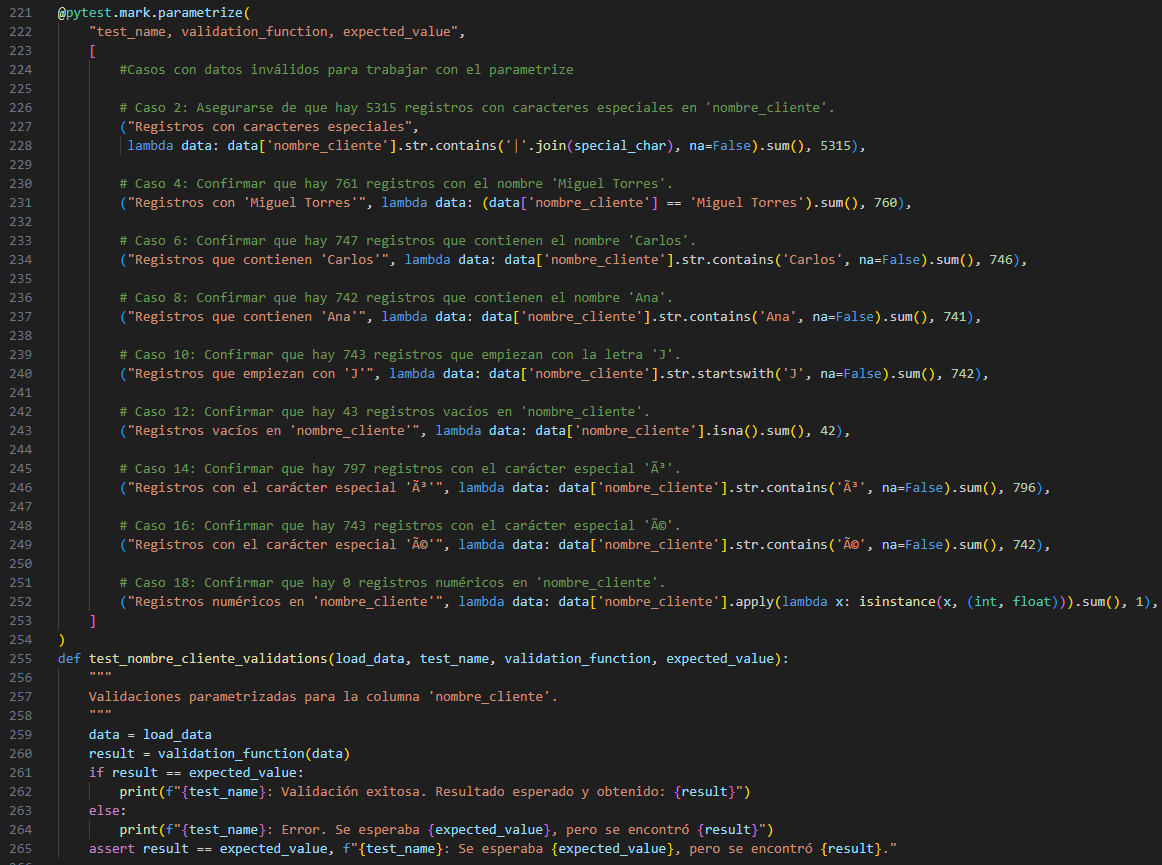 221 @pytest.mark.parametrize(
222     "test_name, validation_function, expected_value",
223     [
224         #Casos con datos inválidos para trabajar con el parametrize
225
226         # Caso 2: Asegurarse de que hay 5315 registros con caracteres especiales en 'nombre_cliente'.
227         ("Registros con caracteres especiales",
228          lambda data: data['nombre_cliente'].str.contains('|'.join(special_char), na=False).sum(), 5315),
229
230         # Caso 4: Confirmar que hay 761 registros con el nombre 'Miguel Torres'.
231         ("Registros con 'Miguel Torres'", lambda data: (data['nombre_cliente'] == 'Miguel Torres').sum(), 760),
232
233         # Caso 6: Confirmar que hay 747 registros que contienen el nombre 'Carlos'.
234         ("Registros que contienen 'Carlos'", lambda data: data['nombre_cliente'].str.contains('Carlos', na=False).sum(), 746),
235
236         # Caso 8: Confirmar que hay 742 registros que contienen el nombre 'Ana'.
237         ("Registros que contienen 'Ana'", lambda data: data['nombre_cliente'].str.contains('Ana', na=False).sum(), 741),
238
239         # Caso 10: Confirmar que hay 743 registros que empiezan con la letra 'J'.
240         ("Registros que empiezan con 'J'", lambda data: data['nombre_cliente'].str.startswith('J', na=False).sum(), 742),
241
242         # Caso 12: Confirmar que hay 43 registros vacíos en 'nombre_cliente'.
243         ("Registros vacíos en 'nombre_cliente'", lambda data: data['nombre_cliente'].isna().sum(), 42),
244
245         # Caso 14: Confirmar que hay 797 registros con el carácter especial 'Ã³'.
246         ("Registros con el carácter especial 'Ã³'", lambda data: data['nombre_cliente'].str.contains('Ã³', na=False).sum(), 796),
247
248         # Caso 16: Confirmar que hay 743 registros con el carácter especial 'Ã©'.
249         ("Registros con el carácter especial 'Ã©'", lambda data: data['nombre_cliente'].str.contains('Ã©', na=False).sum(), 742),
250
251         # Caso 18: Confirmar que hay 0 registros numéricos en 'nombre_cliente'.
252         ("Registros numéricos en 'nombre_cliente'", lambda data: data['nombre_cliente'].apply(lambda x: isinstance(x, (int, float))).sum(), 1),
253     ]
254 )
255 def test_nombre_cliente_validations(load_data, test_name, validation_function, expected_value):
256     """
257     Validaciones parametrizadas para la columna 'nombre_cliente'.
258     """
259     data = load_data
260     result = validation_function(data)
261     if result == expected_value:
262         print(f"{test_name}: Validación exitosa. Resultado esperado y obtenido: {result}")
263     else:
264         print(f"{test_name}: Error. Se esperaba {expected_value}, pero se encontró {result}")
265     assert result == expected_value, f"{test_name}: Se esperaba {expected_value}, pero se encontró {result}."